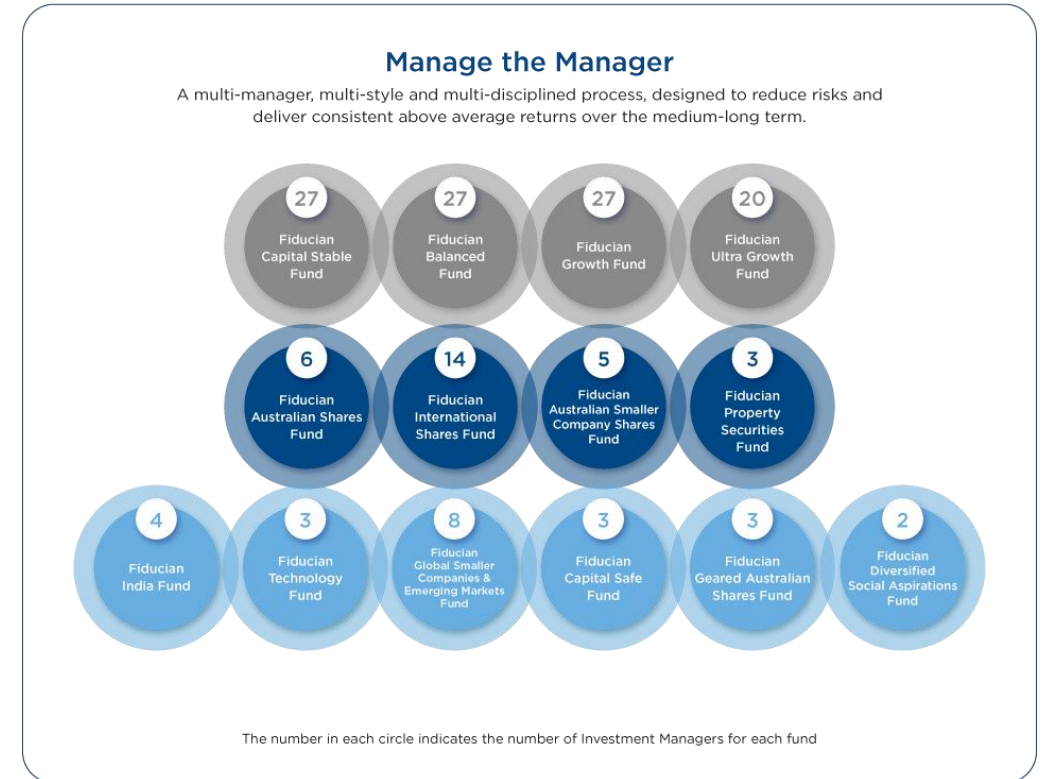 Manage the Manager
A multi-manager, multi-style and multi-disciplined process, designed to reduce risks and
deliver consistent above average returns over the medium-long term.
27
Fiducian
Capital Stable
Fund
27
Fiducian
Balanced
Fund
27
Fiducian
Growth Fund
20
Fiducian
Ultra Growth
Fund
6
Fiducian
Australian Shares
Fund
14
Fiducian
International
Shares Fund
5
Fiducian
Australian Smaller
Company Shares
Fund
3
Fiducian
Property
Securities
Fund
4
Fiducian
India Fund
3
Fiducian
Technology
Fund
8
Fiducian
Global Smaller
Companies &
Emerging Markets
Fund
3
Fiducian
Capital Safe
Fund
3
Fiducian
Geared Australian
Shares Fund
2
Fiducian
Diversified
Social Aspirations
Fund
The number in each circle indicates the number of Investment Managers for each fund